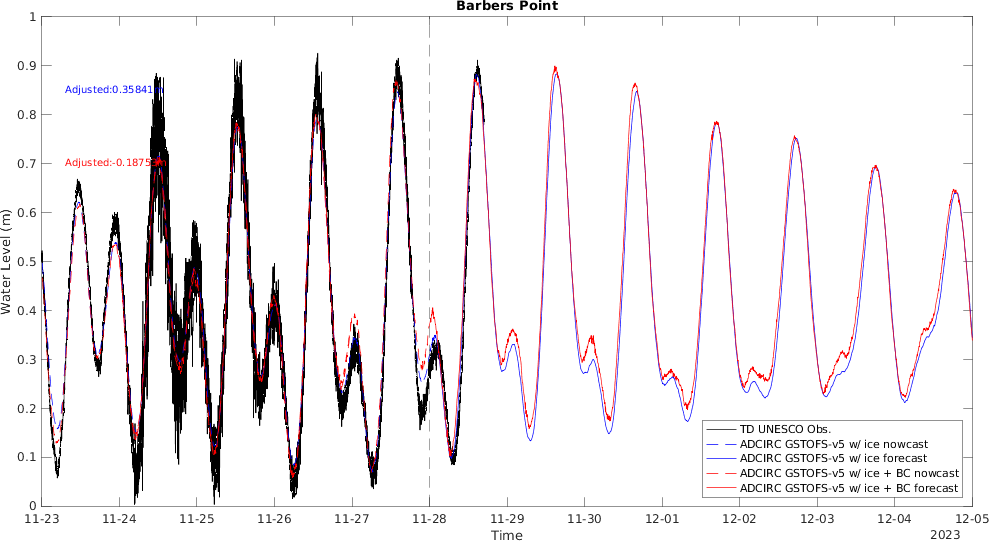 Barbers Point
1
0.9
0.8
0.7
0.6
0.5
0.4
0.3
0.2
0.1
0
Water Level (m)
Adjusted:0.35841 m
Adjusted:-0.1875
TD UNESCO Obs.
ADCIRC GSTOFS-v5 w/ ice nowcast
ADCIRC GSTOFS-v5 w/ ice forecast
ADCIRC GSTOFS-v5 w/ ice + BC nowcast
ADCIRC GSTOFS-v5 w/ ice + BC forecast
11-23 11-24 11-25 11-26 11-27 11-28 11-29 11-30 12-01 12-02 12-03 12-04 12-05
Time
2023